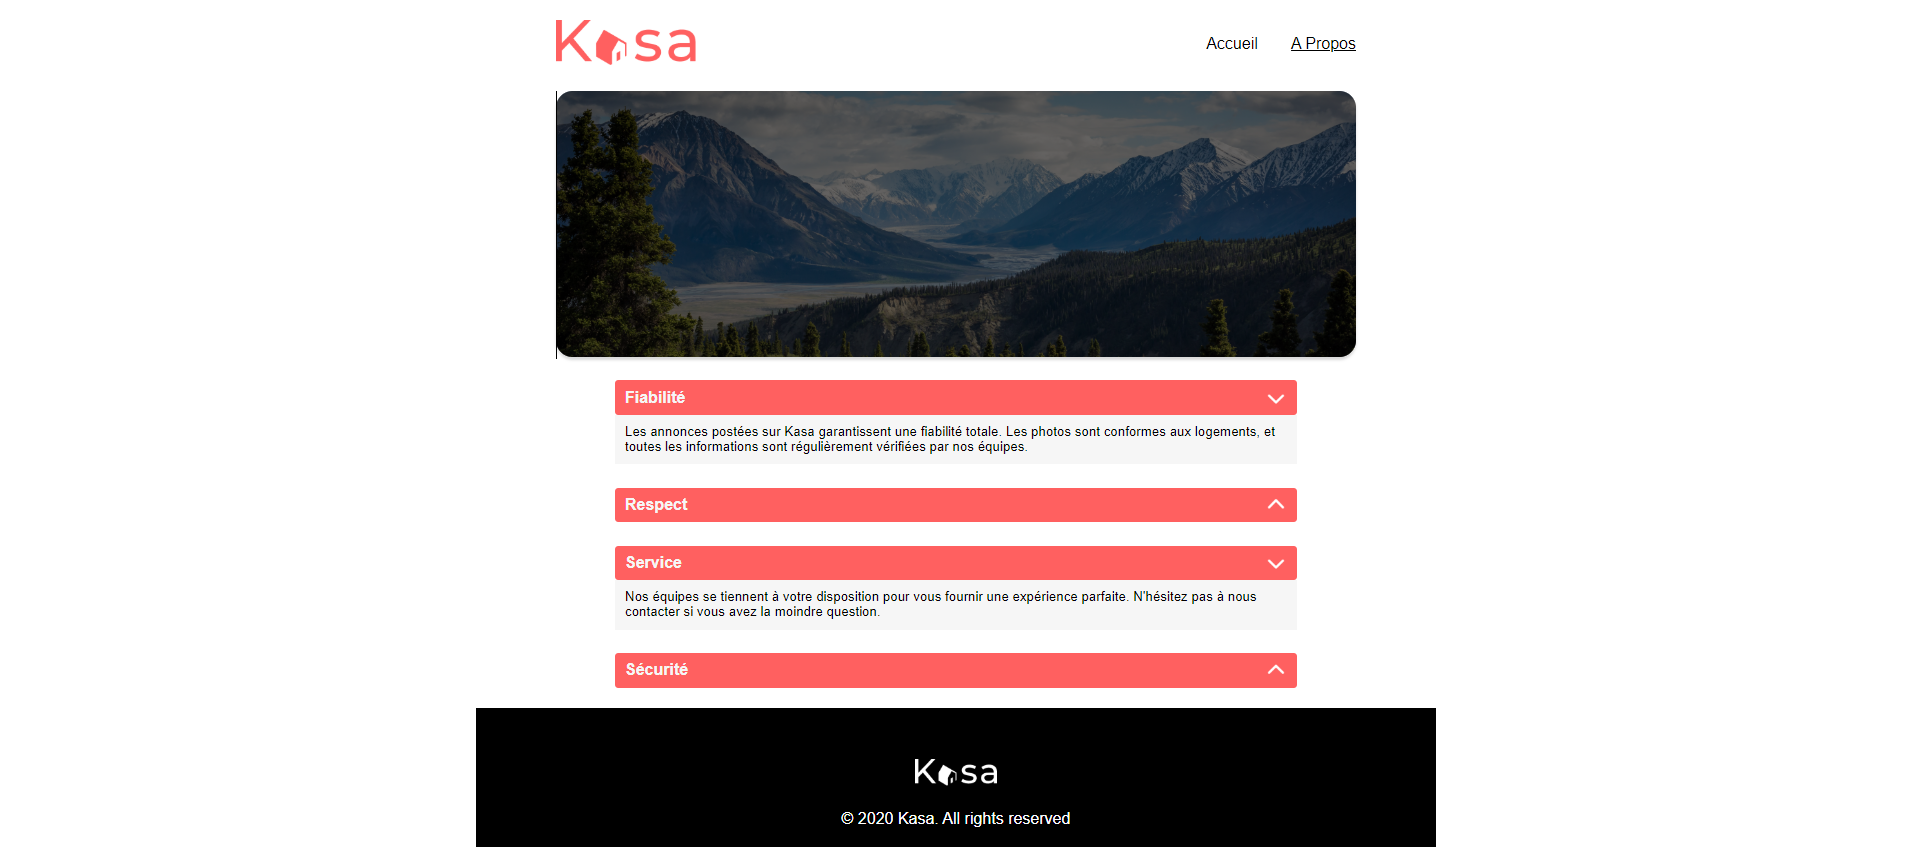 Kasa
Accueil
A Propos
Fiabilité
Les annonces postées sur Kasa garantissent une fiabilité totale. Les photos sont conformes aux logements, et
toutes les informations sont régulièrement vérifiées par nos équipes.
Respect
Service
Nos équipes se tiennent à votre disposition pour vous fournir une expérience parfaite. N'hésitez pas à nous
contacter si vous avez la moindre question.
Sécurité
Kasa
© 2020 Kasa. All rights reserved